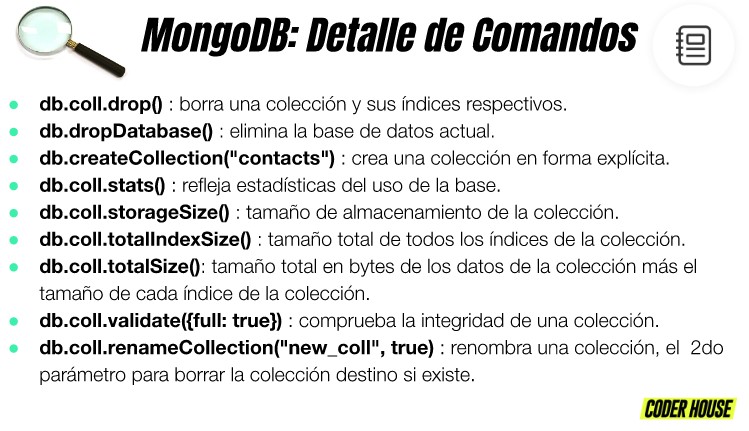 MongoDB: Detalle de Comandos
● db.coll.drop() : borra una colección y sus índices respectivos.
● db.dropDatabase() : elimina la base de datos actual.
● db.createCollection("contacts") : crea una colección en forma explícita.
● db.coll.stats() : refleja estadísticas del uso de la base.
● db.coll.storageSize() : tamaño de almacenamiento de la colección.
● db.coll.totalIndexSize() : tamaño total de todos los índices de la colección.
● db.coll.totalSize(): tamaño total en bytes de los datos de la colección más el
tamaño de cada índice de la colección.
● db.coll.validate({full: true}) : comprueba la integridad de una colección.
● db.coll.renameCollection("new_coll", true) : renombra una colección, el  2do
parámetro para borrar la colección destino si existe.
CODER HOUSE